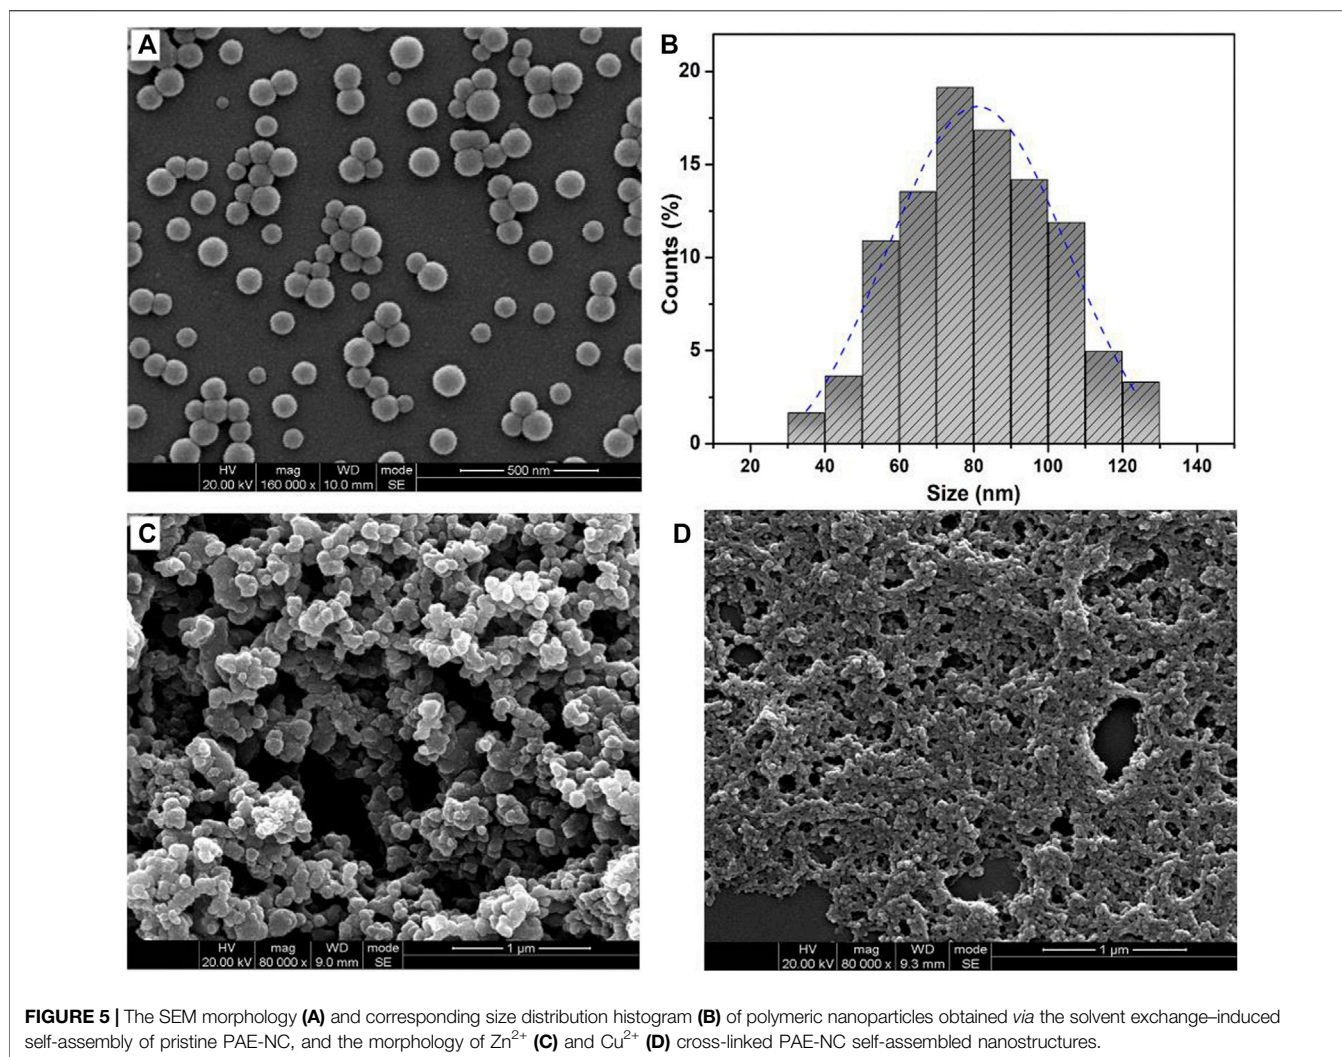 A
HV mag WD mode
20.00 kV 160 000 x 10.0 mm SE 500 nm
B
20
15
10
5
0
Counts (%)
20 40 60 80 100 120 140
Size (nm)
C
HV mag WD mode
20.00 kV 80 000 x 9.0 mm SE 1 µm
D
HV mag WD mode
20.00 kV 80 000 x 9.3 mm SE 1 µm
FIGURE 5 | The SEM morphology (A) and corresponding size distribution histogram (B) of polymeric nanoparticles obtained via the solvent exchange–induced
self-assembly of pristine PAE-NC, and the morphology of Zn²⁺ (C) and Cu²⁺ (D) cross-linked PAE-NC self-assembled nanostructures.